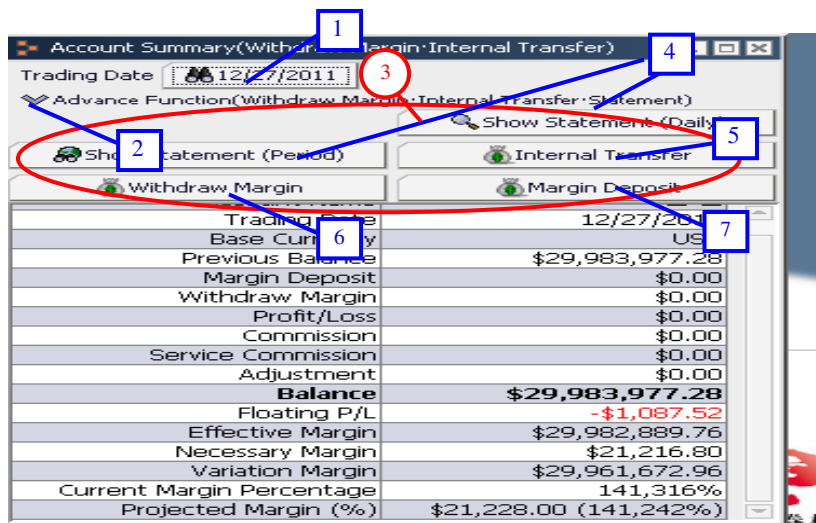 1
Account Summary(Withdraw Margin·Internal Transfer)
4
Trading Date 12/27/2011
3
Advance Function(Withdraw Margin·Internal Transfer·Statement)
Show Statement (Daily)
2
5
Show Statement (Period) Internal Transfer
Withdraw Margin Margin Deposit
6
7
Trading Date 12/27/2011
Base Currency
Previous Balance $29,983,977.28
Margin Deposit $0.00
Withdraw Margin $0.00
Profit/Loss $0.00
Commission $0.00
Service Commission $0.00
Adjustment $0.00
Balance $29,983,977.28
Floating P/L -$1,087.52
Effective Margin $29,982,889.76
Necessary Margin $21,216.80
Variation Margin $29,961,672.96
Current Margin Percentage 141,316%
Projected Margin (%) $21,228.00 (141,242%)